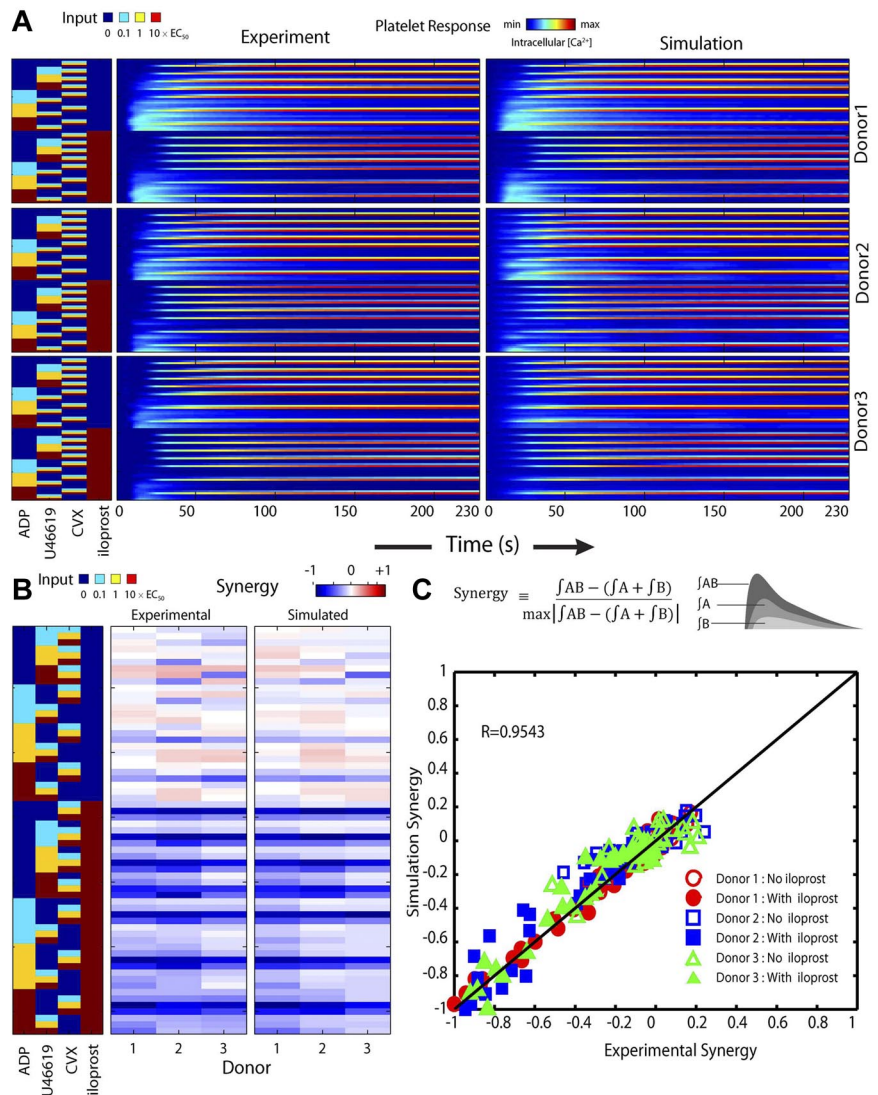 A
Input
0 0.1 1 10 × EC50
Experiment
Platelet Response
min max
Intracellular [Ca2+]
Simulation
Donor1
Donor2
Donor3
ADP
U46619
CVX
iloprost
0 50 100 150 200 230
0 50 100 150 200 230
Time (s)
B
Input
0 0.1 1 10 × EC50
Synergy
-1 0 +1
Experimental
Simulated
ADP
U46619
CVX
iloprost
1 2 3
1 2 3
Donor
C
Synergy ≡ ∫AB − (∫A + ∫B)
max|∫AB − (∫A + ∫B)|
∫AB
∫A
∫B
R=0.9543
1
0.8
0.6
0.4
0.2
0
-0.2
-0.4
-0.6
-0.8
-1
-1 -0.8 -0.6 -0.4 -0.2 0 0.2 0.4 0.6 0.8 1
Simulation Synergy
Experimental Synergy
Donor 1 : No iloprost
Donor 1 : With iloprost
Donor 2 : No iloprost
Donor 2 : With iloprost
Donor 3 : No iloprost
Donor 3 : With iloprost